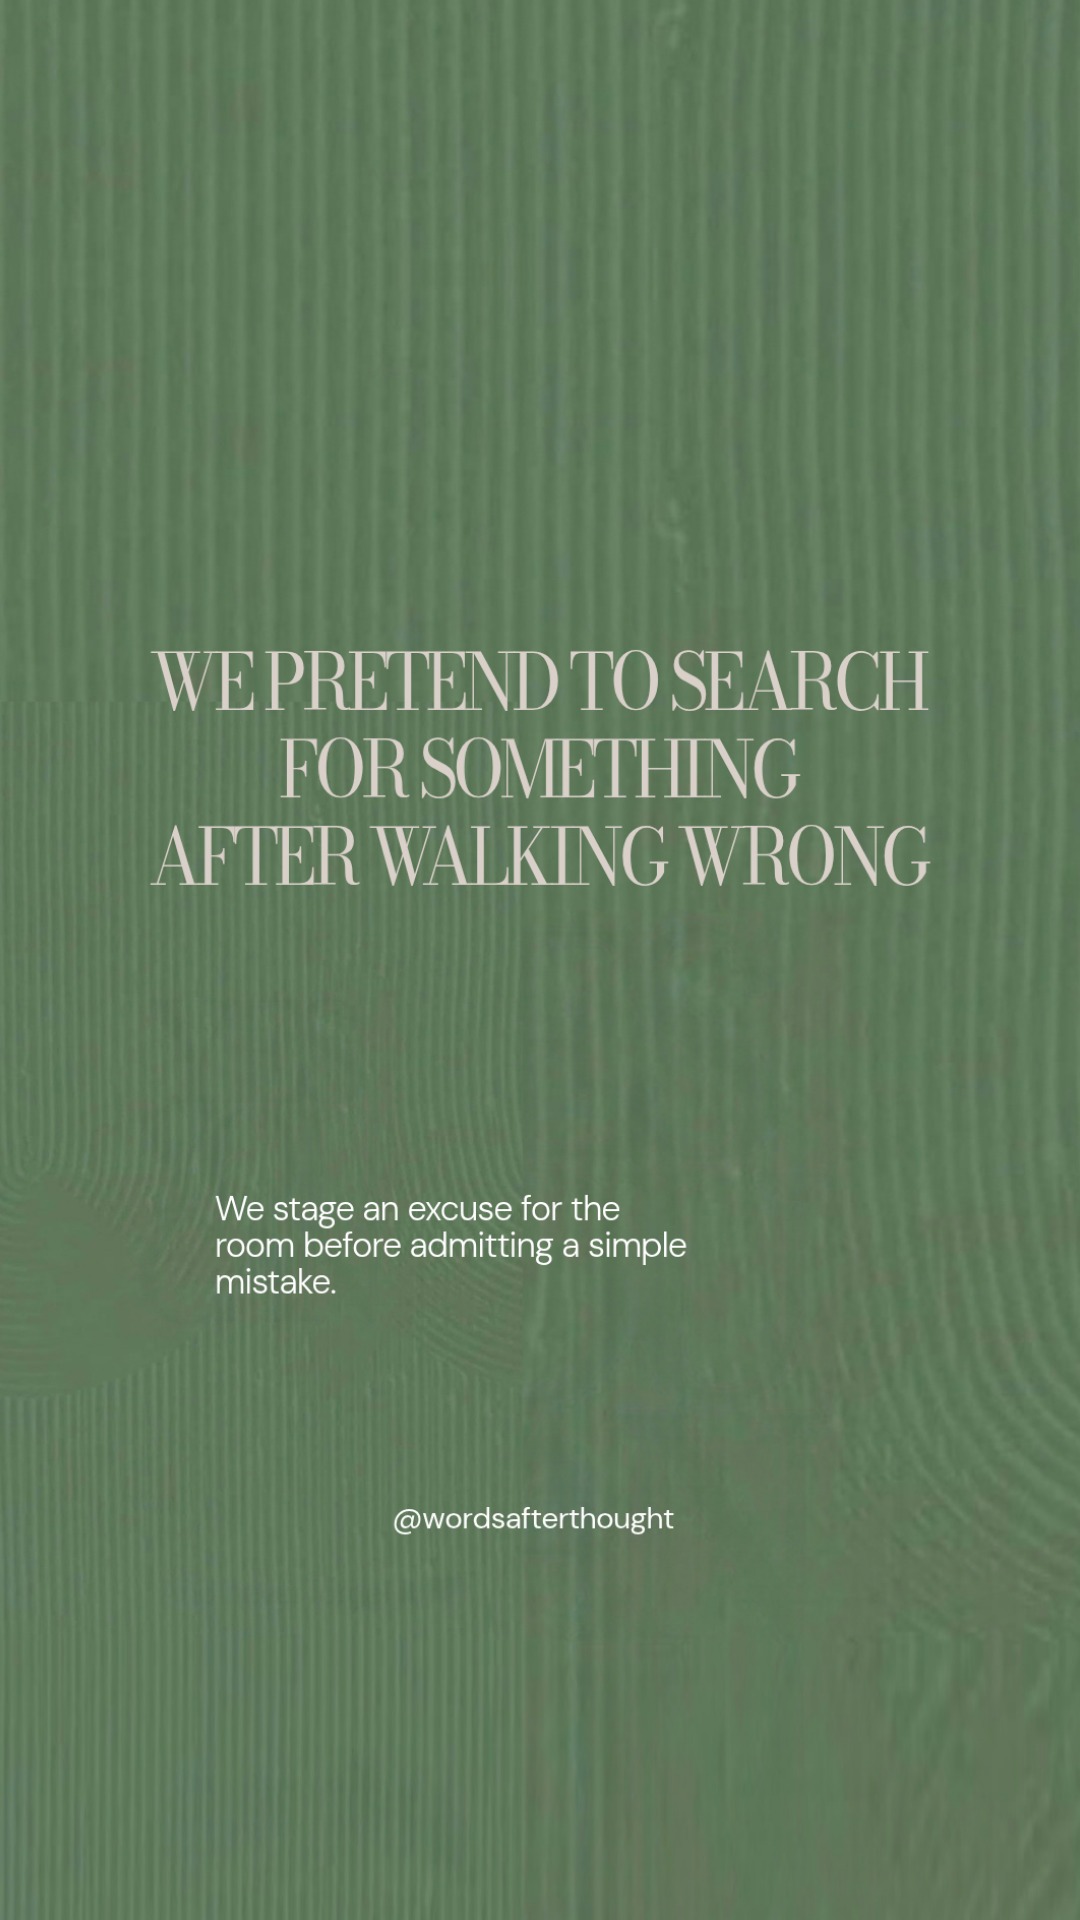 WE PRETEND TO SEARCH
FOR SOMETHING
AFTER WALKING WRONG
We stage an excuse for the
room before admitting a simple
mistake.
@wordsafterthought